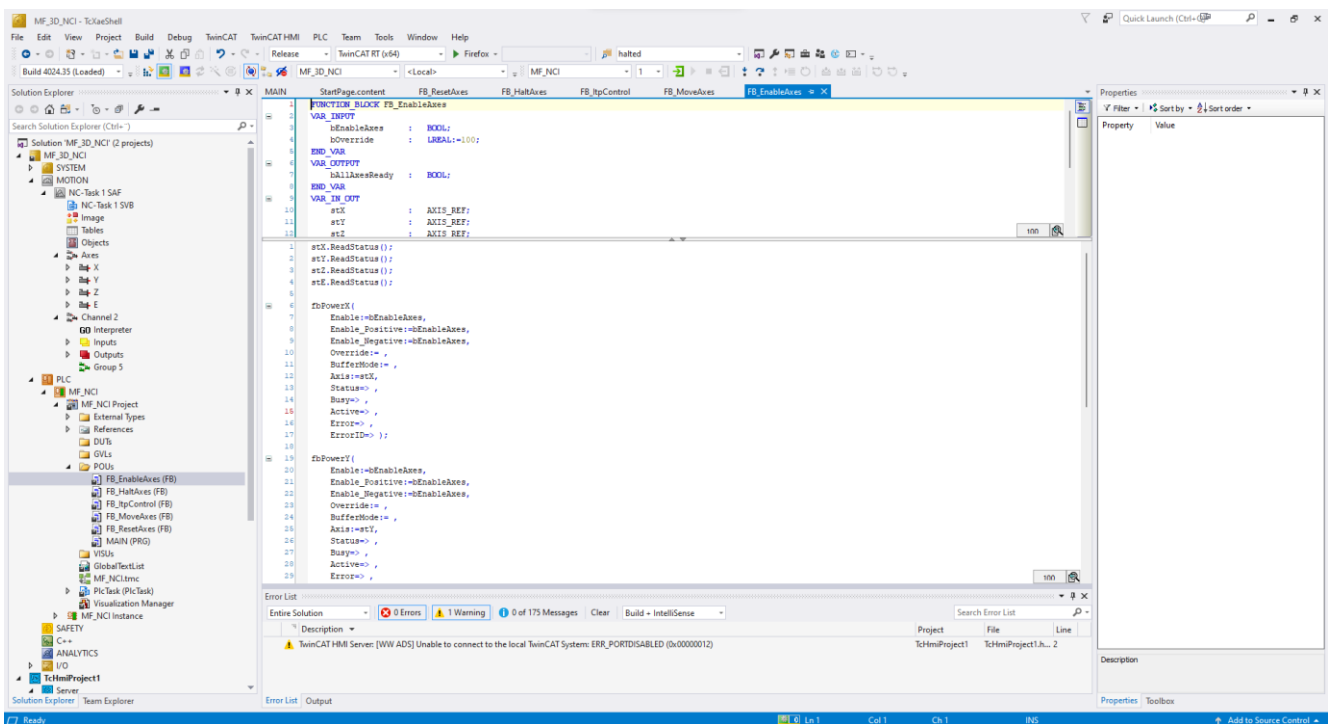 MF_3D_NCI - TcXaeShell
Quick Launch (Ctrl+Q)
File Edit View Project Build Debug TwinCAT TwinCAT HMI PLC Team Tools Window Help
Release TwinCAT RT (x64) Firefox halted
Build 4024.35 (Loaded) MF_3D_NCI <Local> MF_NCI 1
Solution Explorer
Search Solution Explorer (Ctrl+¨)
Solution 'MF_3D_NCI' (2 projects)
MF_3D_NCI
SYSTEM
MOTION
NC-Task 1 SAF
NC-Task 1 SVB
Image
Tables
Objects
Axes
X
Y
Z
E
Channel 2
GO Interpreter
Inputs
Outputs
Group 5
PLC
MF_NCI
MF_NCI Project
External Types
References
DUTs
GVLs
POUs
FB_EnableAxes (FB)
FB_HaltAxes (FB)
FB_ItpControl (FB)
FB_MoveAxes (FB)
FB_ResetAxes (FB)
MAIN (PRG)
VISUs
GlobalTextList
MF_NCI.tmc
PlcTask (PlcTask)
Visualization Manager
MF_NCI Instance
SAFETY
C++
ANALYTICS
I/O
TcHmiProject1
Server
Solution Explorer Team Explorer
MAIN StartPage.content FB_ResetAxes FB_HaltAxes FB_ItpControl FB_MoveAxes FB_EnableAxes
1 FUNCTION_BLOCK FB_EnableAxes
2 VAR_INPUT
3 bEnableAxes : BOOL;
4 bOverride : LREAL:=100;
5 END_VAR
6 VAR_OUTPUT
7 bAllAxesReady : BOOL;
8 END_VAR
9 VAR_IN_OUT
10 stX : AXIS_REF;
11 stY : AXIS_REF;
12 stZ : AXIS_REF;
100
1 stX.ReadStatus();
2 stY.ReadStatus();
3 stZ.ReadStatus();
4 stE.ReadStatus();
5
6 fbPowerX(
7 Enable:=bEnableAxes,
8 Enable_Positive:=bEnableAxes,
9 Enable_Negative:=bEnableAxes,
10 Override:= ,
11 BufferMode:= ,
12 Axis:=stX,
13 Status=> ,
14 Busy=> ,
15 Active=> ,
16 Error=> ,
17 ErrorID=> );
18
19 fbPowerY(
20 Enable:=bEnableAxes,
21 Enable_Positive:=bEnableAxes,
22 Enable_Negative:=bEnableAxes,
23 Override:= ,
24 BufferMode:= ,
25 Axis:=stY,
26 Status=> ,
27 Busy=> ,
28 Active=> ,
29 Error=> ,
100
Error List
Entire Solution 0 Errors 1 Warning 0 of 175 Messages Clear Build + IntelliSense Search Error List
Description Project File Line
TwinCAT HMI Server: [WW ADS] Unable to connect to the local TwinCAT System: ERR_PORTDISABLED (0x00000012) TcHmiProject1 TcHmiProject1.h... 2
Error List Output
Properties
Filter Sort by Sort order
Property Value
Description
Properties Toolbox
Ready 0 Ln 1 Col 1 Ch 1 INS Add to Source Control